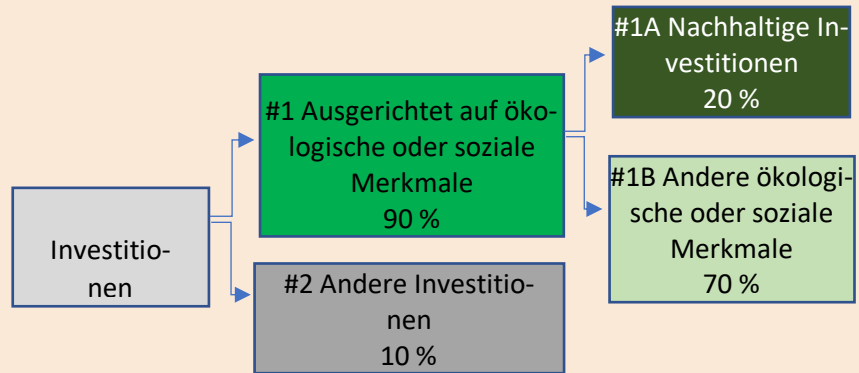 Investitio-
nen
#1 Ausgerichtet auf öko-
logische oder soziale
Merkmale
90 %
#2 Andere Investitio-
nen
10 %
#1A Nachhaltige In-
vestitionen
20 %
#1B Andere ökologi-
sche oder soziale
Merkmale
70 %